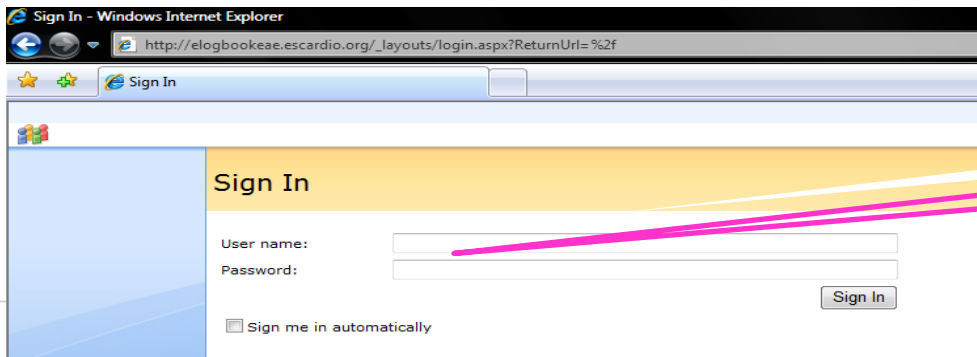 Sign In - Windows Internet Explorer
http://elogbookeae.escardio.org/_layouts/login.aspx?ReturnUrl=%2f
Sign In
Sign In
User name:
Password:
Sign In
Sign me in automatically